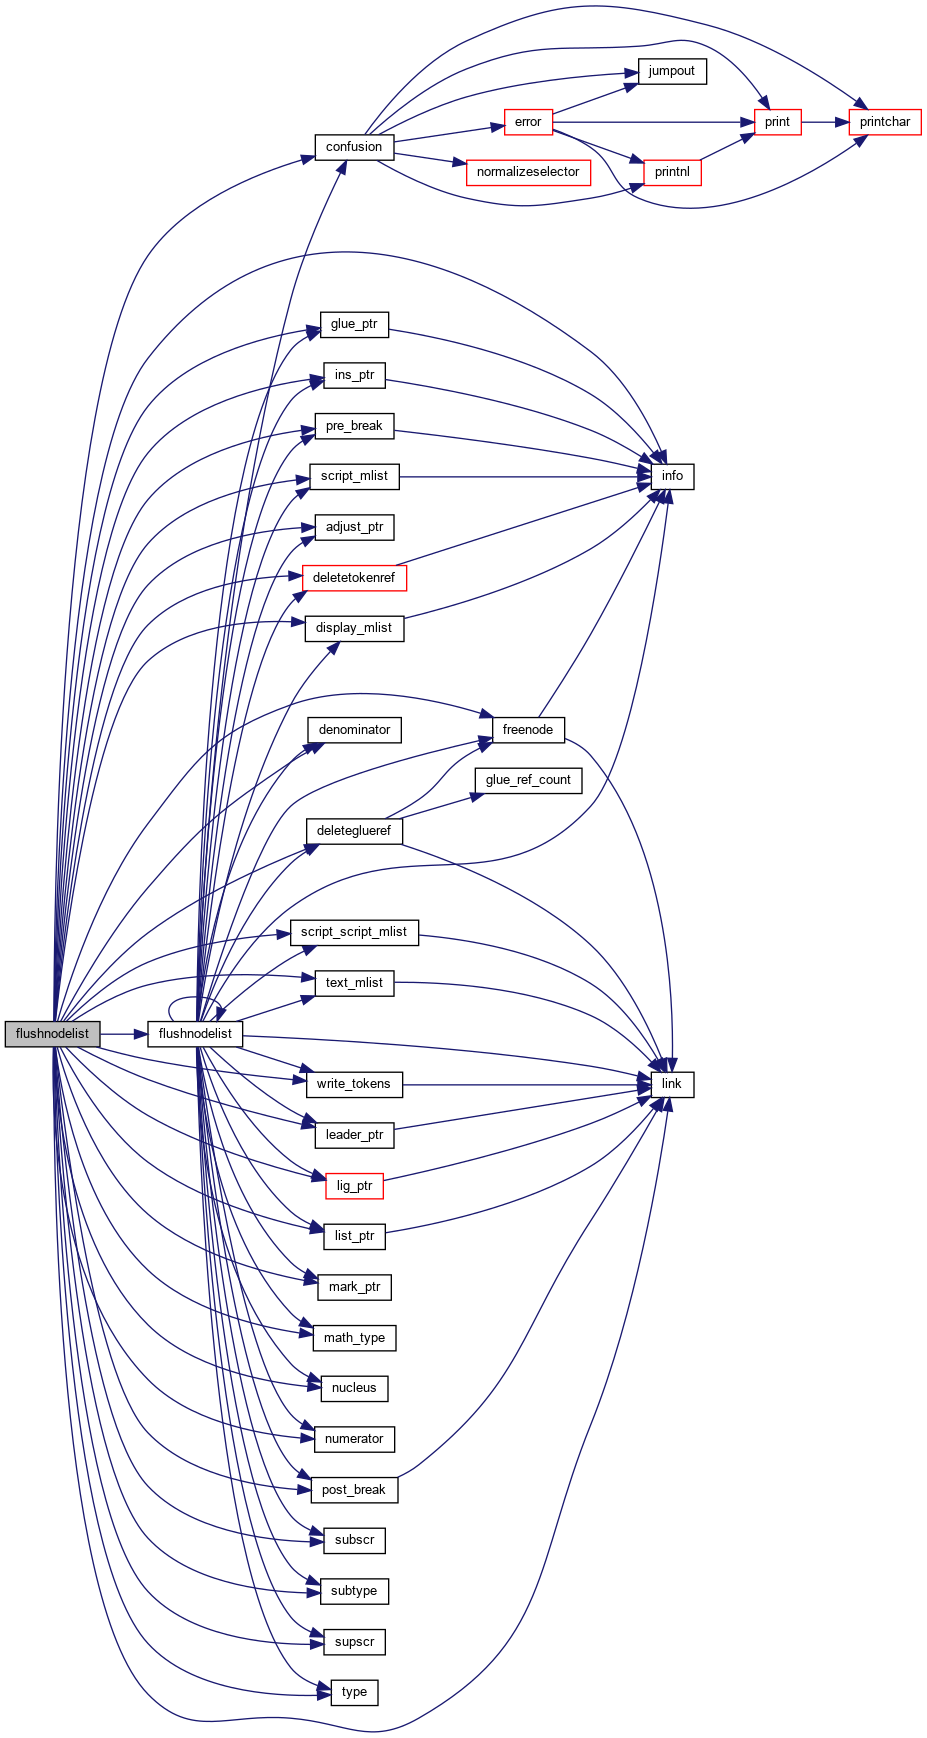 jumpout
error
print
printchar
confusion
normalizeselector
printnl
glue_ptr
ins_ptr
pre_break
script_mlist
info
adjust_ptr
deletetokenref
display_mlist
denominator
freenode
glue_ref_count
deleteglueref
script_script_mlist
text_mlist
flushnodelist
flushnodelist
write_tokens
link
leader_ptr
lig_ptr
list_ptr
mark_ptr
math_type
nucleus
numerator
post_break
subscr
subtype
supscr
type